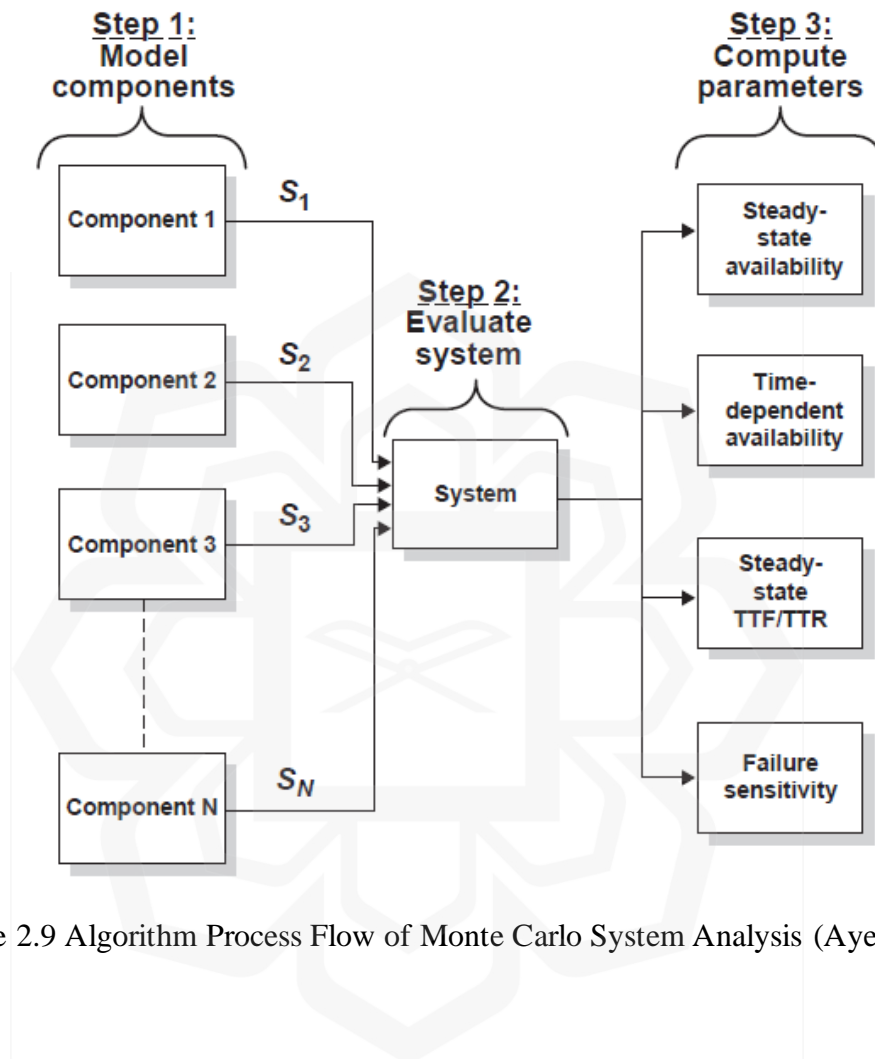 Step 1:
Model
components
Step 3:
Compute
parameters
Component 1
S1
Steady-
state
availability
Step 2:
Evaluate
system
Component 2
S2
Time-
dependent
availability
System
Component 3
S3
Steady-
state
TTF/TTR
Component N
SN
Failure
sensitivity
e 2.9 Algorithm Process Flow of Monte Carlo System Analysis (Aye